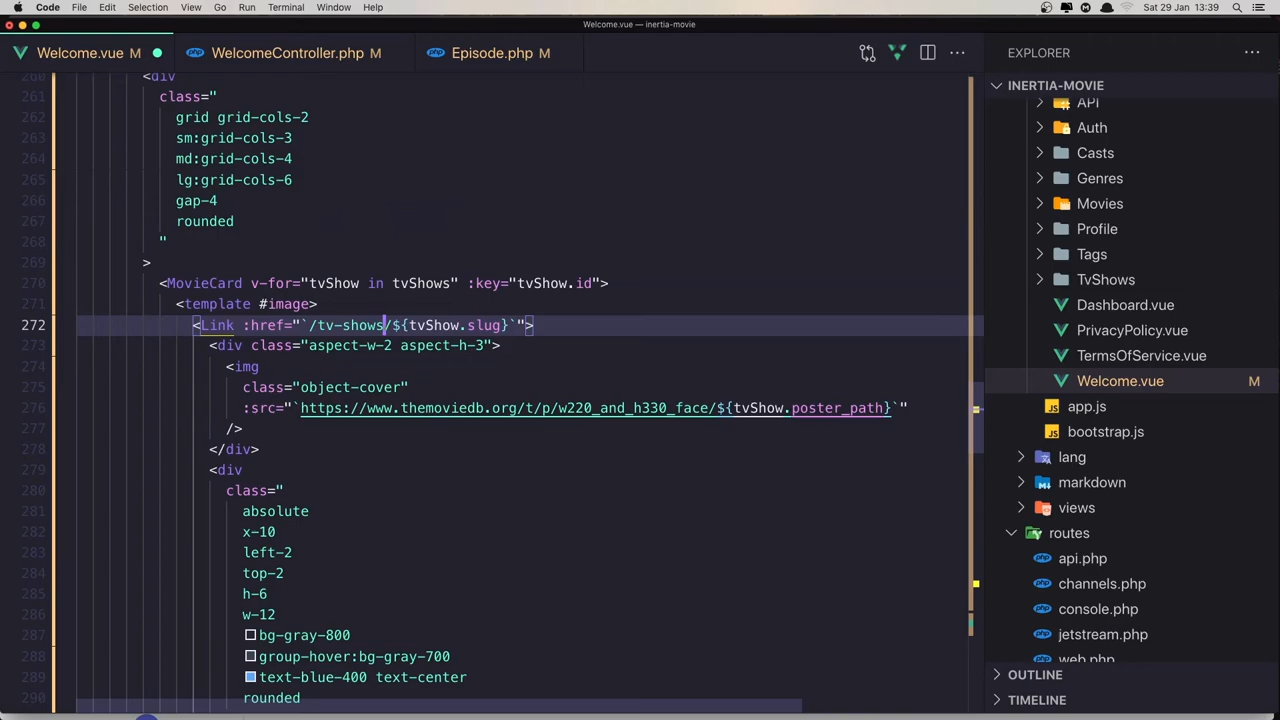 Code File Edit Selection View Go Run Terminal Window Help Sat 29 Jan 13:39
Welcome.vue — inertia-movie
Welcome.vue M WelcomeController.php M Episode.php M
260 <div
261 class="
262 grid grid-cols-2
263 sm:grid-cols-3
264 md:grid-cols-4
265 lg:grid-cols-6
266 gap-4
267 rounded
268 "
269 >
270 <MovieCard v-for="tvShow in tvShows" :key="tvShow.id">
271 <template #image>
272 <Link :href="`/tv-shows/${tvShow.slug}`">
273 <div class="aspect-w-2 aspect-h-3">
274 <img
275 class="object-cover"
276 :src="`https://www.themoviedb.org/t/p/w220_and_h330_face/${tvShow.poster_path}`"
277 />
278 </div>
279 <div
280 class="
281 absolute
282 x-10
283 left-2
284 top-2
285 h-6
286 w-12
287 bg-gray-800
288 group-hover:bg-gray-700
289 text-blue-400 text-center
290 rounded
EXPLORER
INERTIA-MOVIE
API
Auth
Casts
Genres
Movies
Profile
Tags
TvShows
Dashboard.vue
PrivacyPolicy.vue
TermsOfService.vue
Welcome.vue M
app.js
bootstrap.js
lang
markdown
views
routes
api.php
channels.php
console.php
jetstream.php
web.php
OUTLINE
TIMELINE